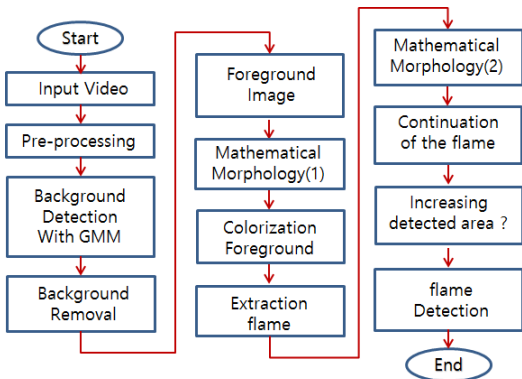 Start
Input Video
Pre-processing
Background
Detection
With GMM
Background
Removal
Foreground
Image
Mathematical
Morphology(1)
Colorization
Foreground
Extraction
flame
Mathematical
Morphology(2)
Continuation
of the flame
Increasing
detected area ?
flame
Detection
End